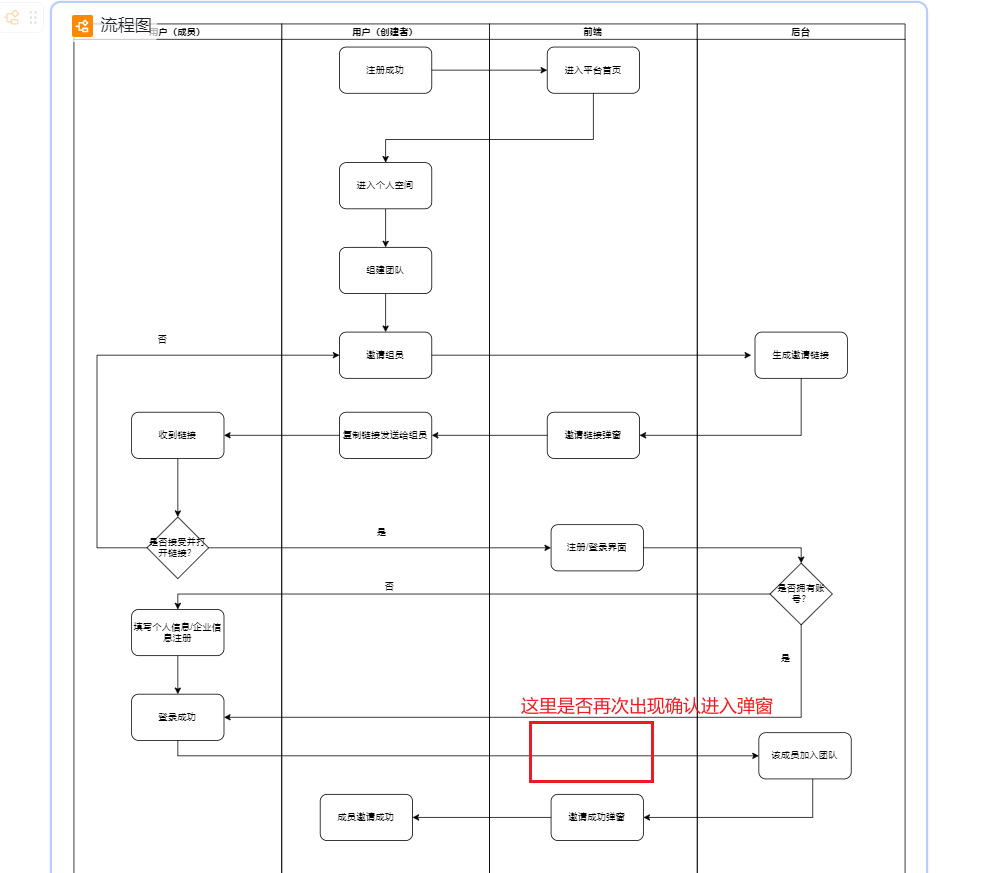 流程图
用户（成员）
用户（创建者）
前端
后台
注册成功
进入平台首页
进入个人空间
组建团队
否
邀请组员
生成邀请链接
收到链接
复制链接发送给组员
邀请链接弹窗
是
是否接受并打
开链接?
注册/登录界面
否
是否拥有账
号?
填写个人信息/企业信
息注册
是
这里是否再次出现确认进入弹窗
登录成功
该成员加入团队
成员邀请成功
邀请成功弹窗